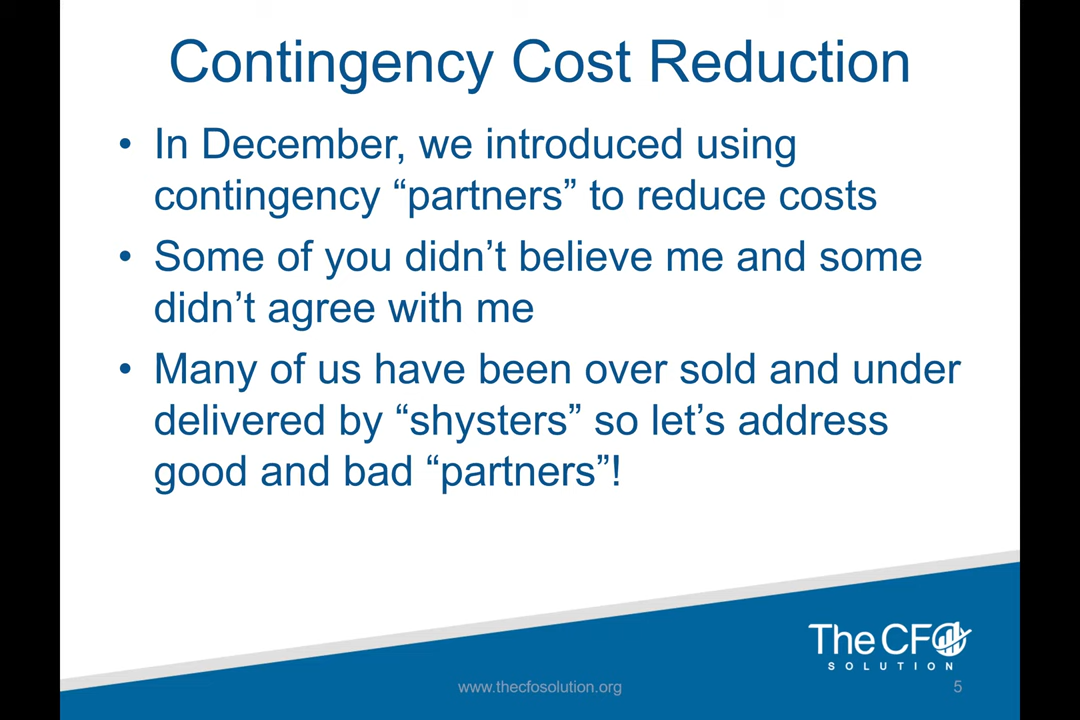 Contingency Cost Reduction
• In December, we introduced using
contingency “partners” to reduce costs
• Some of you didn’t believe me and some
didn’t agree with me
• Many of us have been over sold and under
delivered by “shysters” so let’s address
good and bad “partners”!
The CFO
SOLUTION
www.thecfosolution.org
5